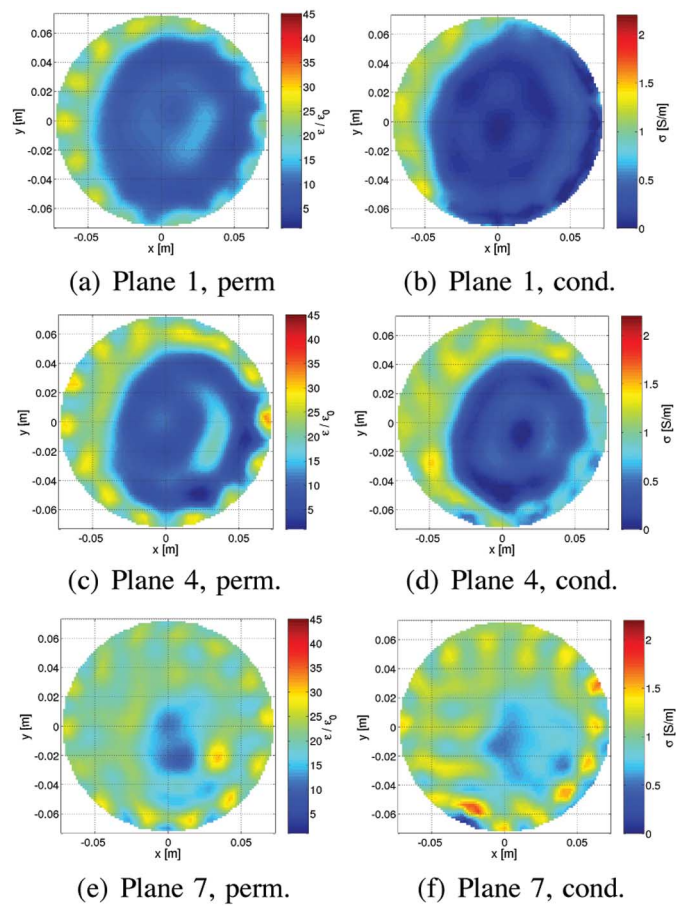 0.06
0.04
0.02
0
-0.02
-0.04
-0.06
y [m]
-0.05 0 0.05
x [m]
45
40
35
30
25
20
15
10
5
ε / ε0
(a) Plane 1, perm
0.06
0.04
0.02
0
-0.02
-0.04
-0.06
y [m]
-0.05 0 0.05
x [m]
2
1.5
1
0.5
0
σ [S/m]
(b) Plane 1, cond.
0.06
0.04
0.02
0
-0.02
-0.04
-0.06
y [m]
-0.05 0 0.05
x [m]
45
40
35
30
25
20
15
10
5
ε / ε0
(c) Plane 4, perm.
0.06
0.04
0.02
0
-0.02
-0.04
-0.06
y [m]
-0.05 0 0.05
x [m]
2
1.5
1
0.5
0
σ [S/m]
(d) Plane 4, cond.
0.06
0.04
0.02
0
-0.02
-0.04
-0.06
y [m]
-0.05 0 0.05
x [m]
45
40
35
30
25
20
15
10
5
ε / ε0
(e) Plane 7, perm.
0.06
0.04
0.02
0
-0.02
-0.04
-0.06
y [m]
-0.05 0 0.05
x [m]
2
1.5
1
0.5
0
σ [S/m]
(f) Plane 7, cond.